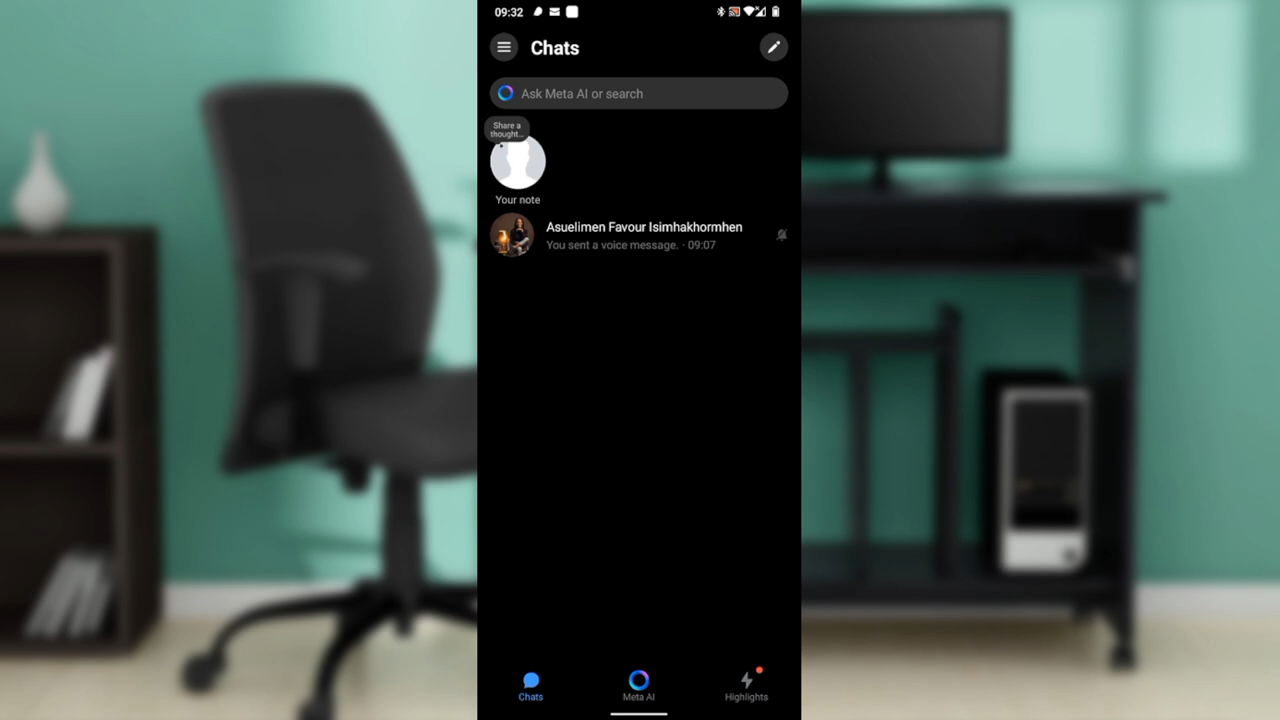 09:32
Chats
Ask Meta AI or search
Share a
thought...
Your note
Asuelimen Favour Isimhakhormhen
You sent a voice message. · 09:07
Chats
Meta AI
Highlights